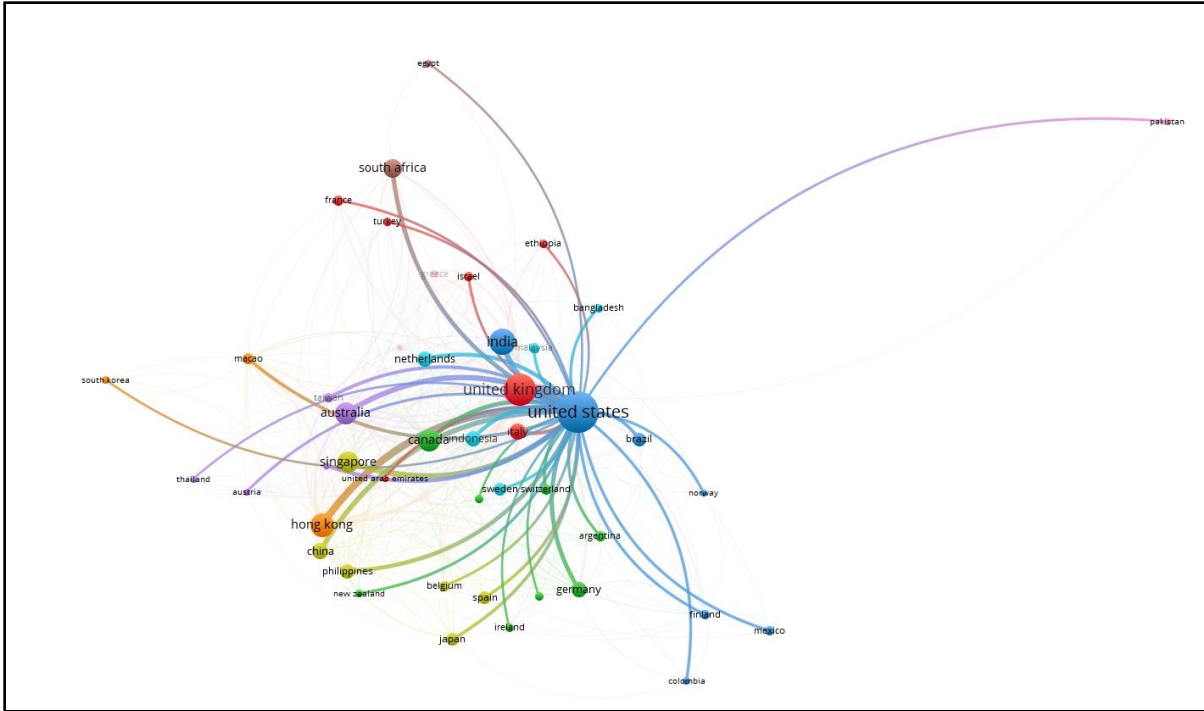 egypt
pakistan
south africa
france
turkey
ethiopia
greece
israel
bangladesh
india
malaysia
macao
netherlands
south korea
united kingdom
taiwan
australia
united states
canada
indonesia
italy
brazil
singapore
thailand
united arab emirates
austria
sweden
switzerland
norway
hong kong
argentina
china
philippines
belgium
germany
new zealand
spain
finland
ireland
mexico
japan
colombia